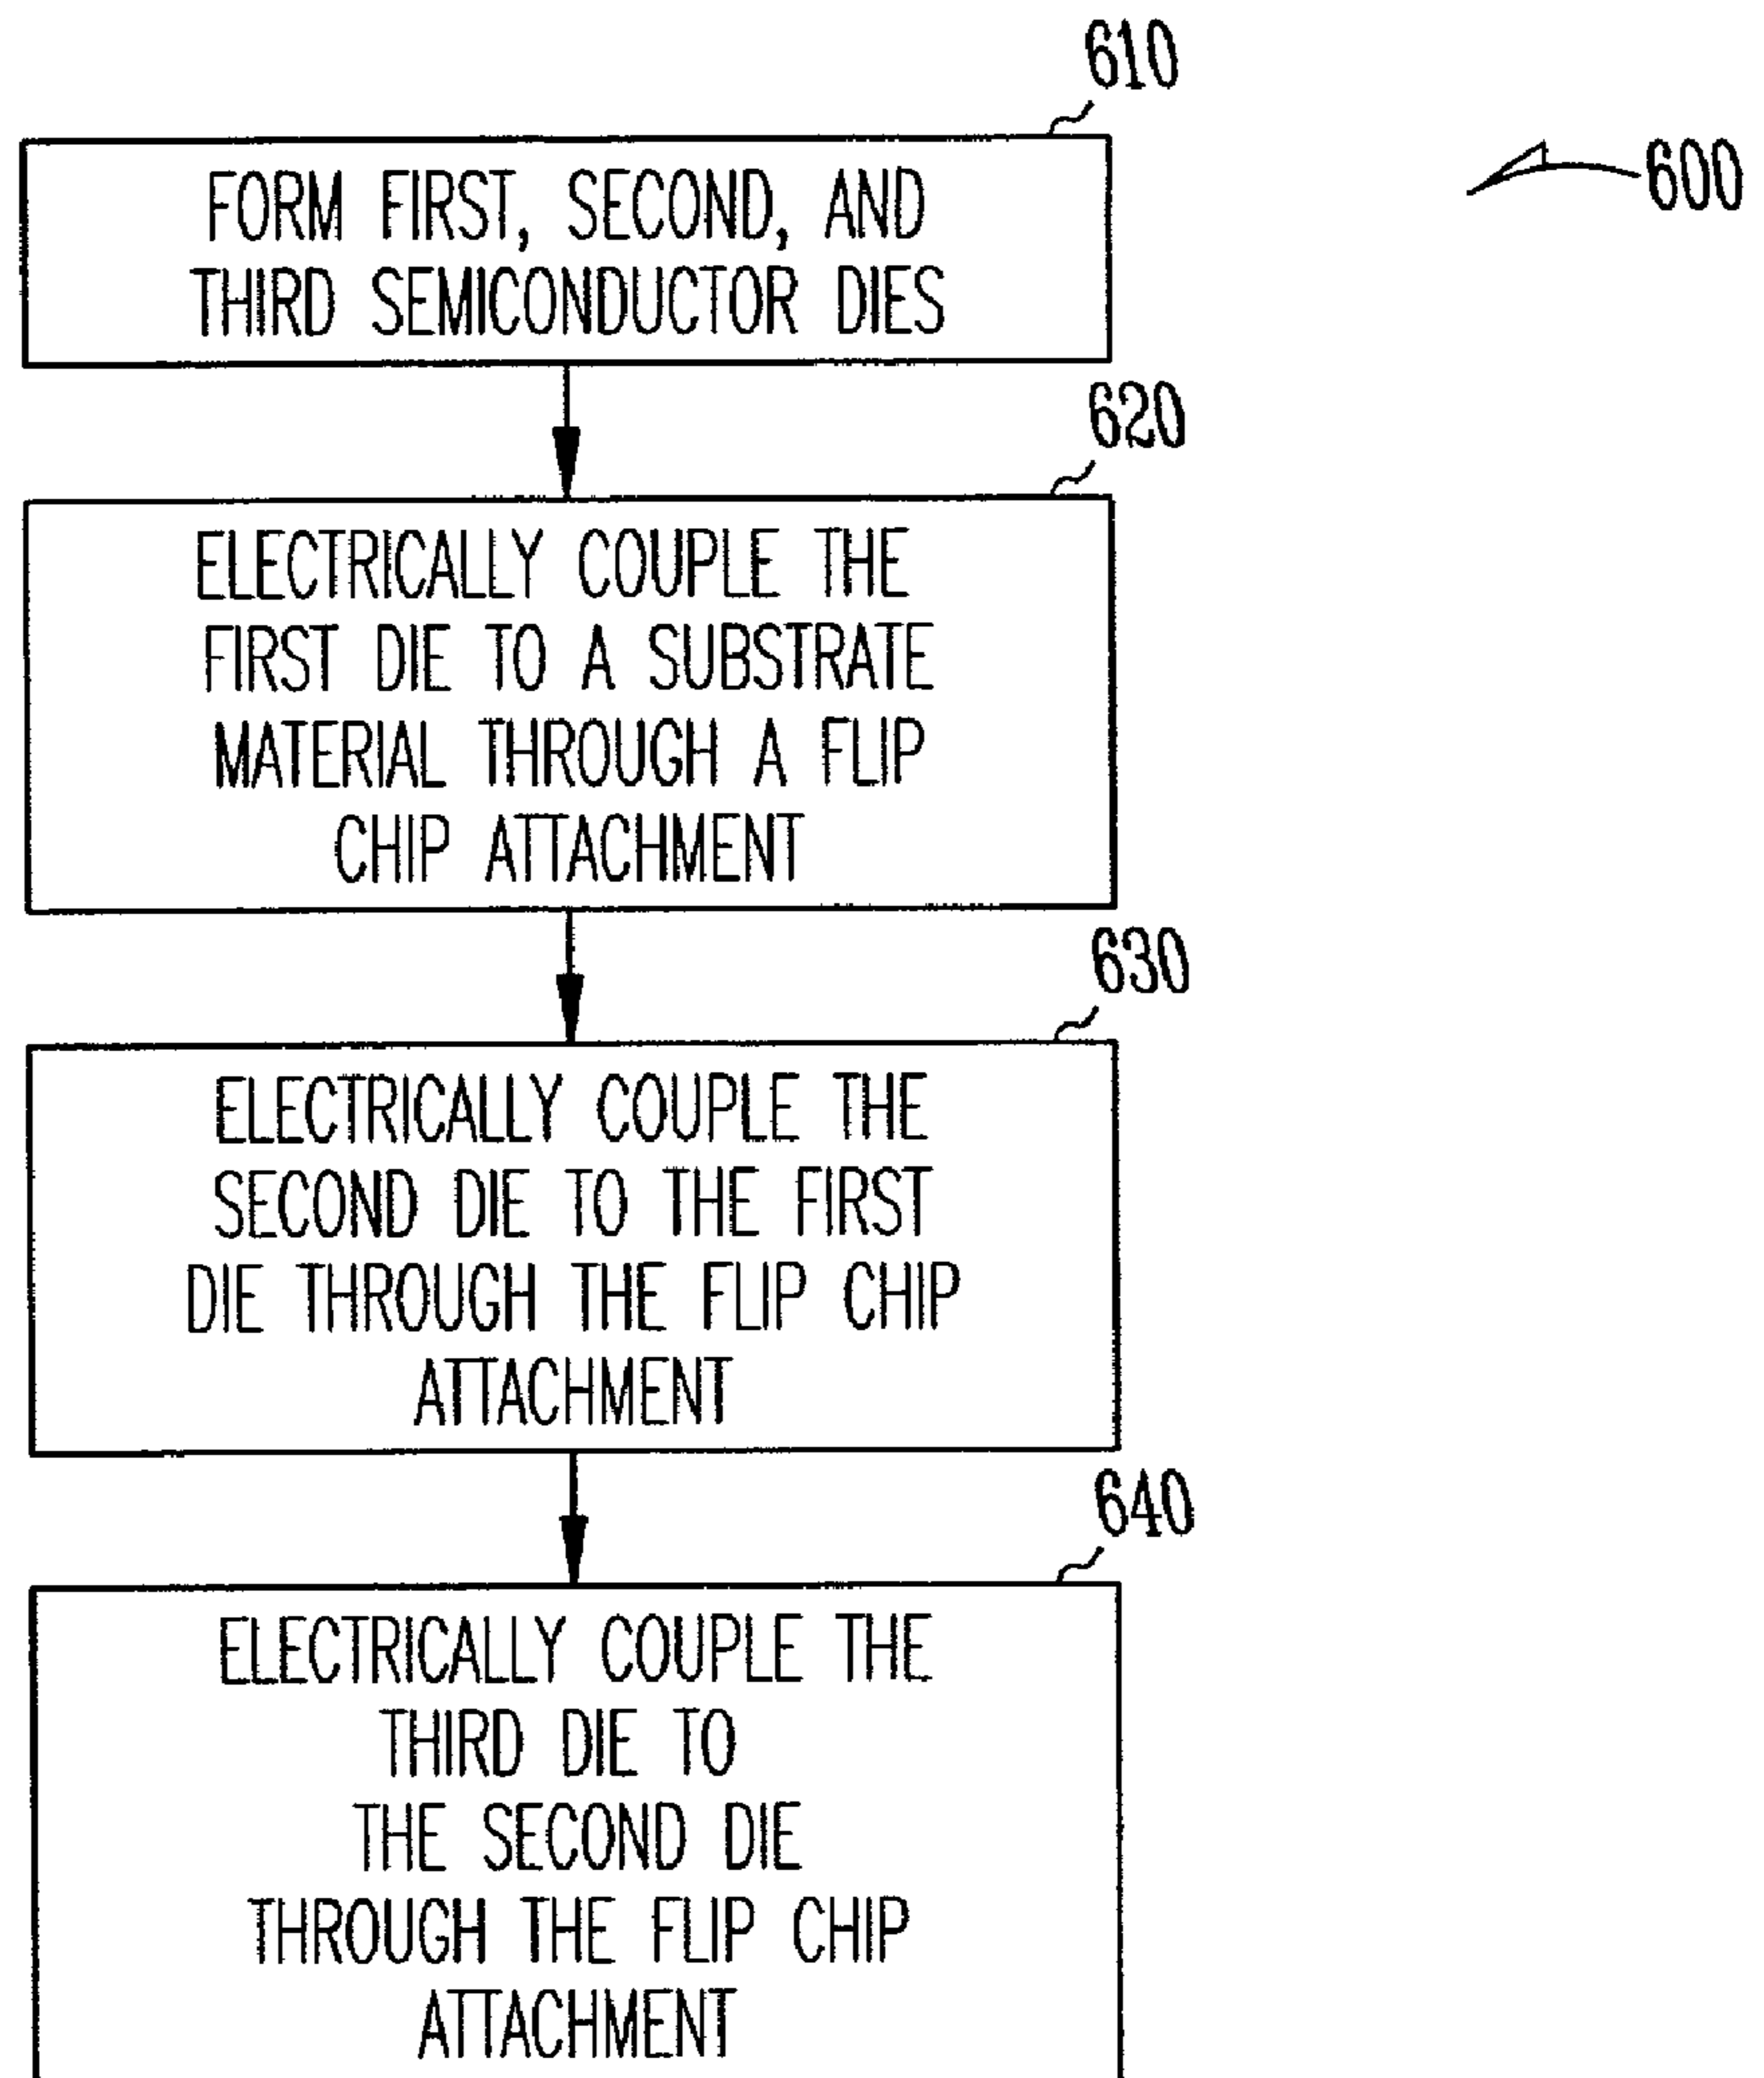 610
600
FORM FIRST, SECOND, AND
THIRD SEMICONDUCTOR DIES
620
ELECTRICALLY COUPLE THE
FIRST DIE TO A SUBSTRATE
MATERIAL THROUGH A FLIP
CHIP ATTACHMENT
630
ELECTRICALLY COUPLE THE
SECOND DIE TO THE FIRST
DIE THROUGH THE FLIP CHIP
ATTACHMENT
640
ELECTRICALLY COUPLE THE
THIRD DIE TO
THE SECOND DIE
THROUGH THE FLIP CHIP
ATTACHMENT